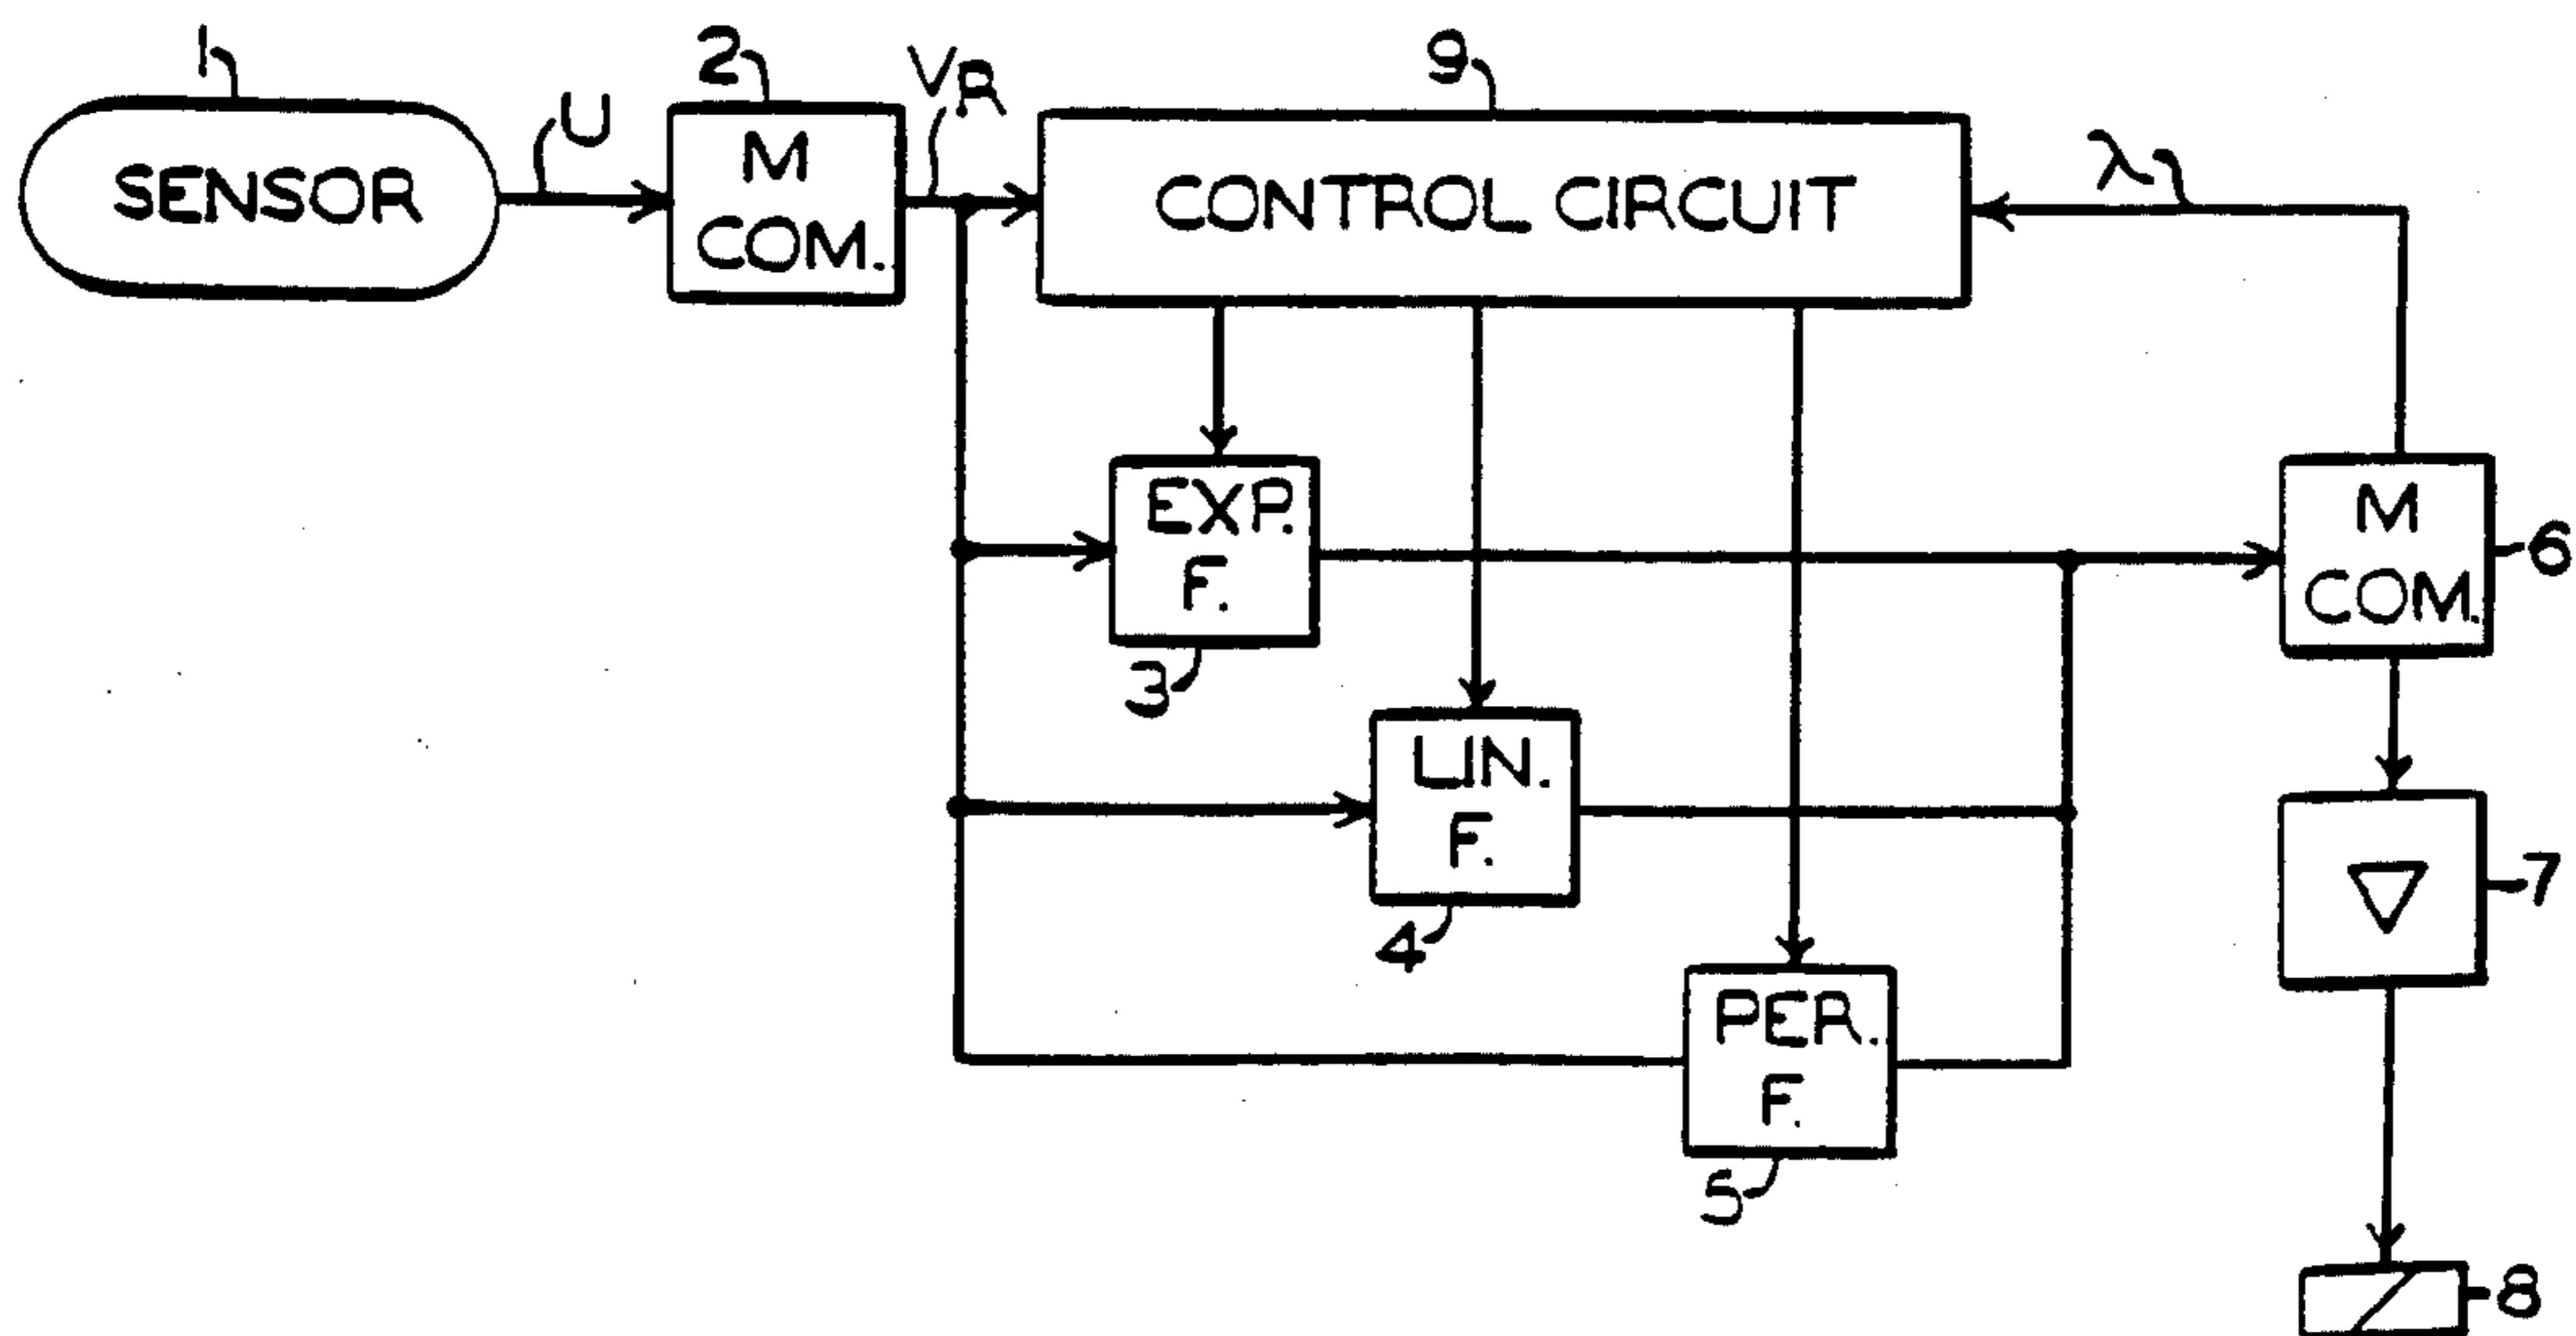 1
2
9
U
VR
λ
SENSOR
M
COM.
CONTROL CIRCUIT
EXP.
F.
3
M
COM.
6
LIN.
F.
4
7
PER.
F.
5
8